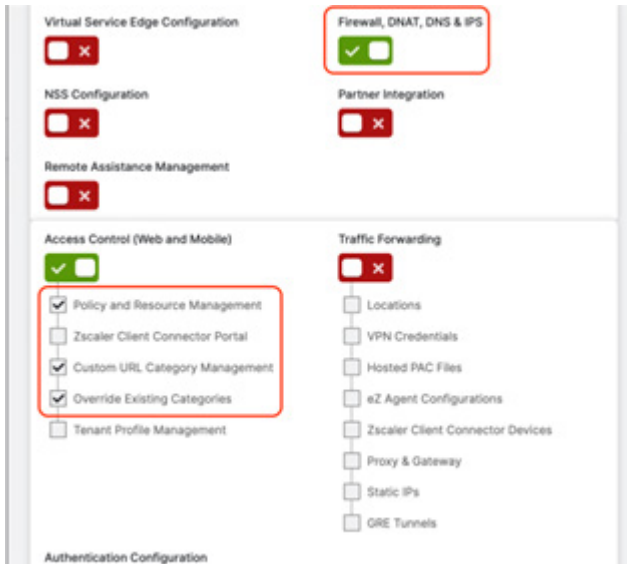 Virtual Service Edge Configuration
Firewall, DNAT, DNS & IPS
NSS Configuration
Partner Integration
Remote Assistance Management
Access Control (Web and Mobile)
Policy and Resource Management
Zscaler Client Connector Portal
Custom URL Category Management
Override Existing Categories
Tenant Profile Management
Traffic Forwarding
Locations
VPN Credentials
Hosted PAC Files
eZ Agent Configurations
Zscaler Client Connector Devices
Proxy & Gateway
Static IPs
GRE Tunnels
Authentication Configuration